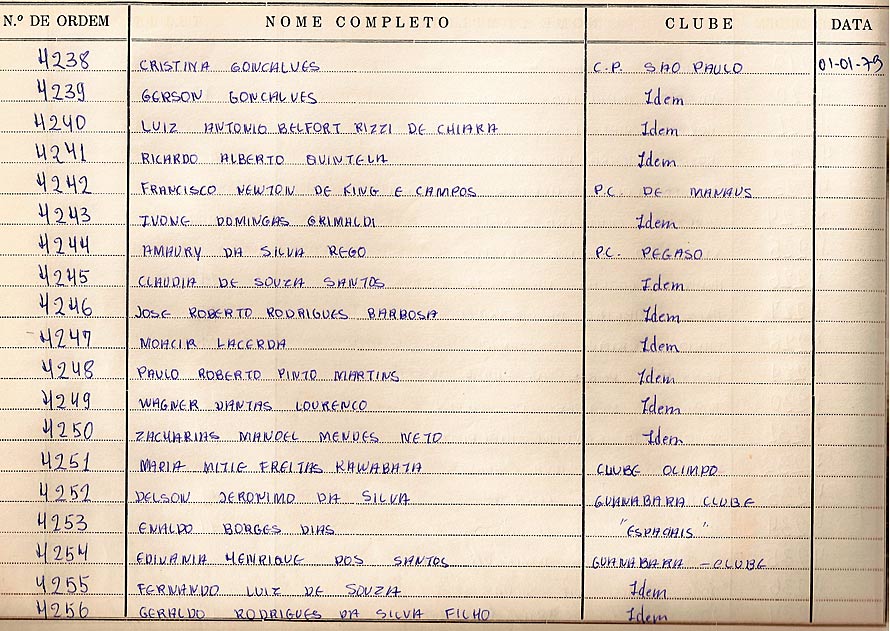 N.º DE ORDEM NOME COMPLETO CLUBE DATA
4238 CRISTINA GONCALVES C.P. SAO PAULO 01-01-79
4239 GERSON GONCALVES Idem
4240 LUIZ ANTONIO BELFORT RIZZI DE CHIARA Idem
4241 RICARDO ALBERTO QUINTELA Idem
4242 FRANCISCO NEWTON DE KING E CAMPOS P.C. DE MANAUS
4243 IVONE DOMINGAS GRIMALDI Idem
4244 AMAURY DA SILVA REGO P.C. PEGASO
4245 CLAUDIA DE SOUZA SANTOS Idem
4246 JOSE ROBERTO RODRIGUES BARBOSA Idem
4247 MOACIR LACERDA Idem
4248 PAULO ROBERTO PINTO MARTINS Idem
4249 WAGNER DANTAS LOURENCO Idem
4250 ZACHARIAS MANOEL MENDES NETO Idem
4251 MARIA MITIE FREITAS KAWABATA CLUBE OLIMPO
4252 DELSON JERONIMO DA SILVA GUANABARA CLUBE
4253 ENALDO BORGES DIAS "ESPACIAIS"
4254 EDIVANIA HENRIQUE DOS SANTOS GUANABARA - CLUBE
4255 FERNANDO LUIZ DE SOUZA Idem
4256 GERALDO RODRIGUES DA SILVA FILHO Idem